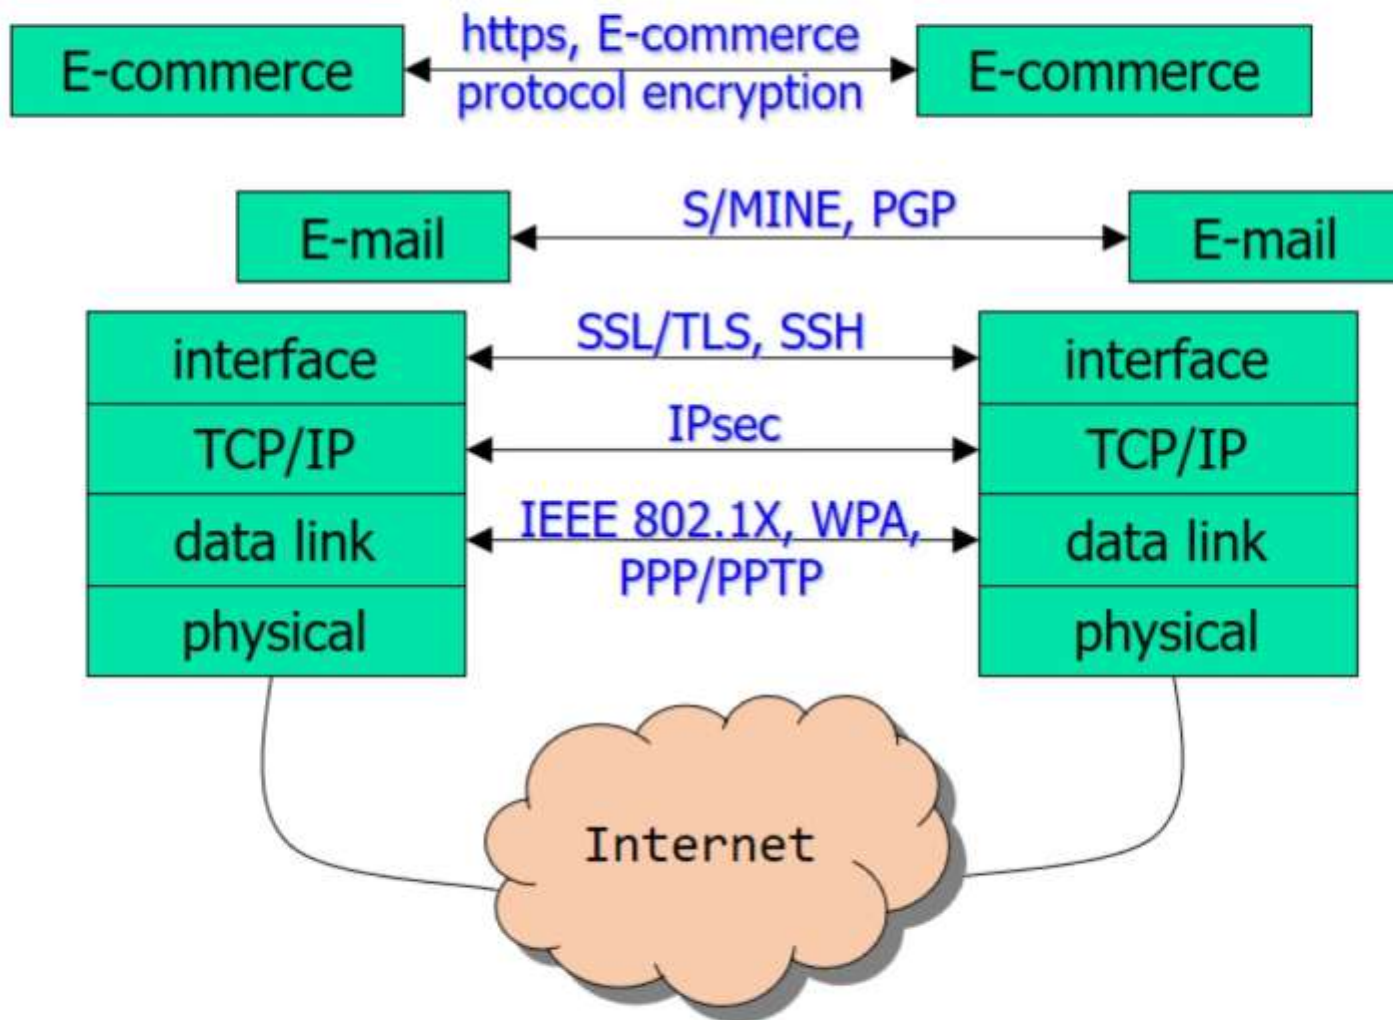 https, E-commerce
E-commerce
E-commerce
protocol encryption
S/MINE, PGP
E-mail
E-mail
SSL/TLS, SSH
interface
interface
IPsec
TCP/IP
TCP/IP
IEEE 802.1X, WPA,
data link
data link
PPP/PPTP
physical
physical
Internet